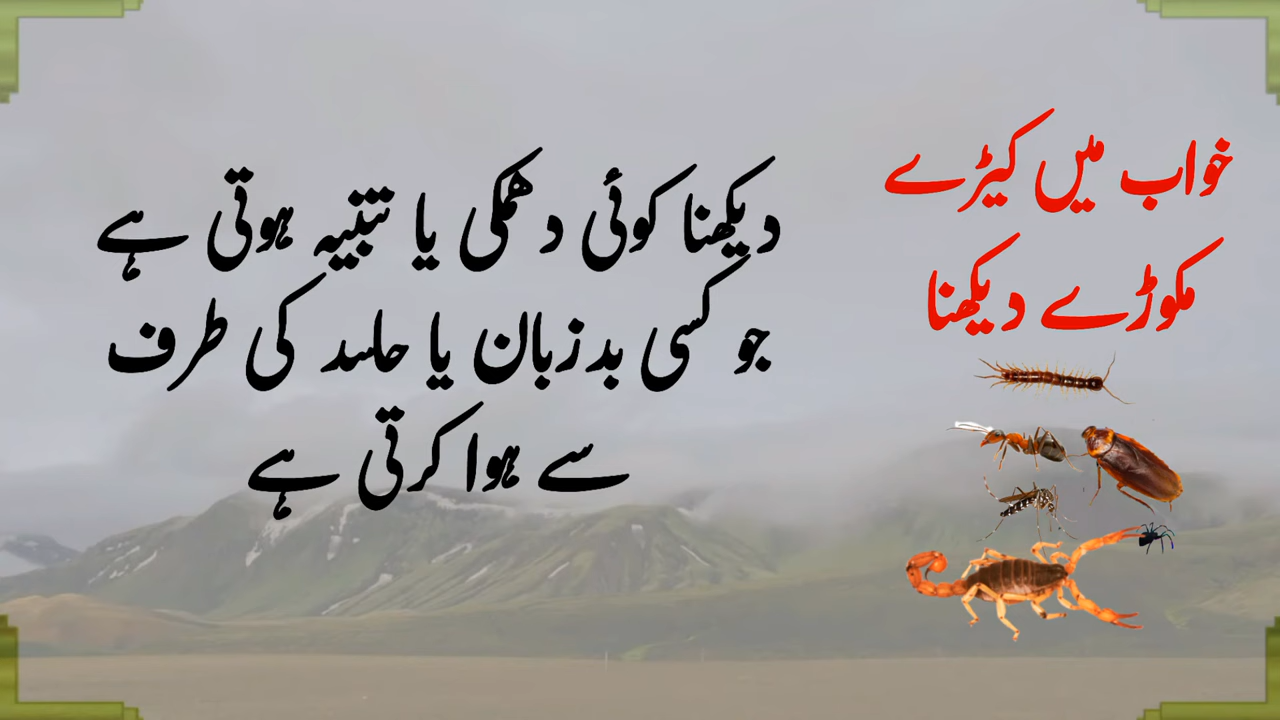 خواب میں کیڑے
مکوڑے دیکھنا
دیکھنا کوئی دھمکی یا تنبیہ ہوتی ہے
جو کسی بدزبان یا حاسد کی طرف
سے ہوا کرتی ہے